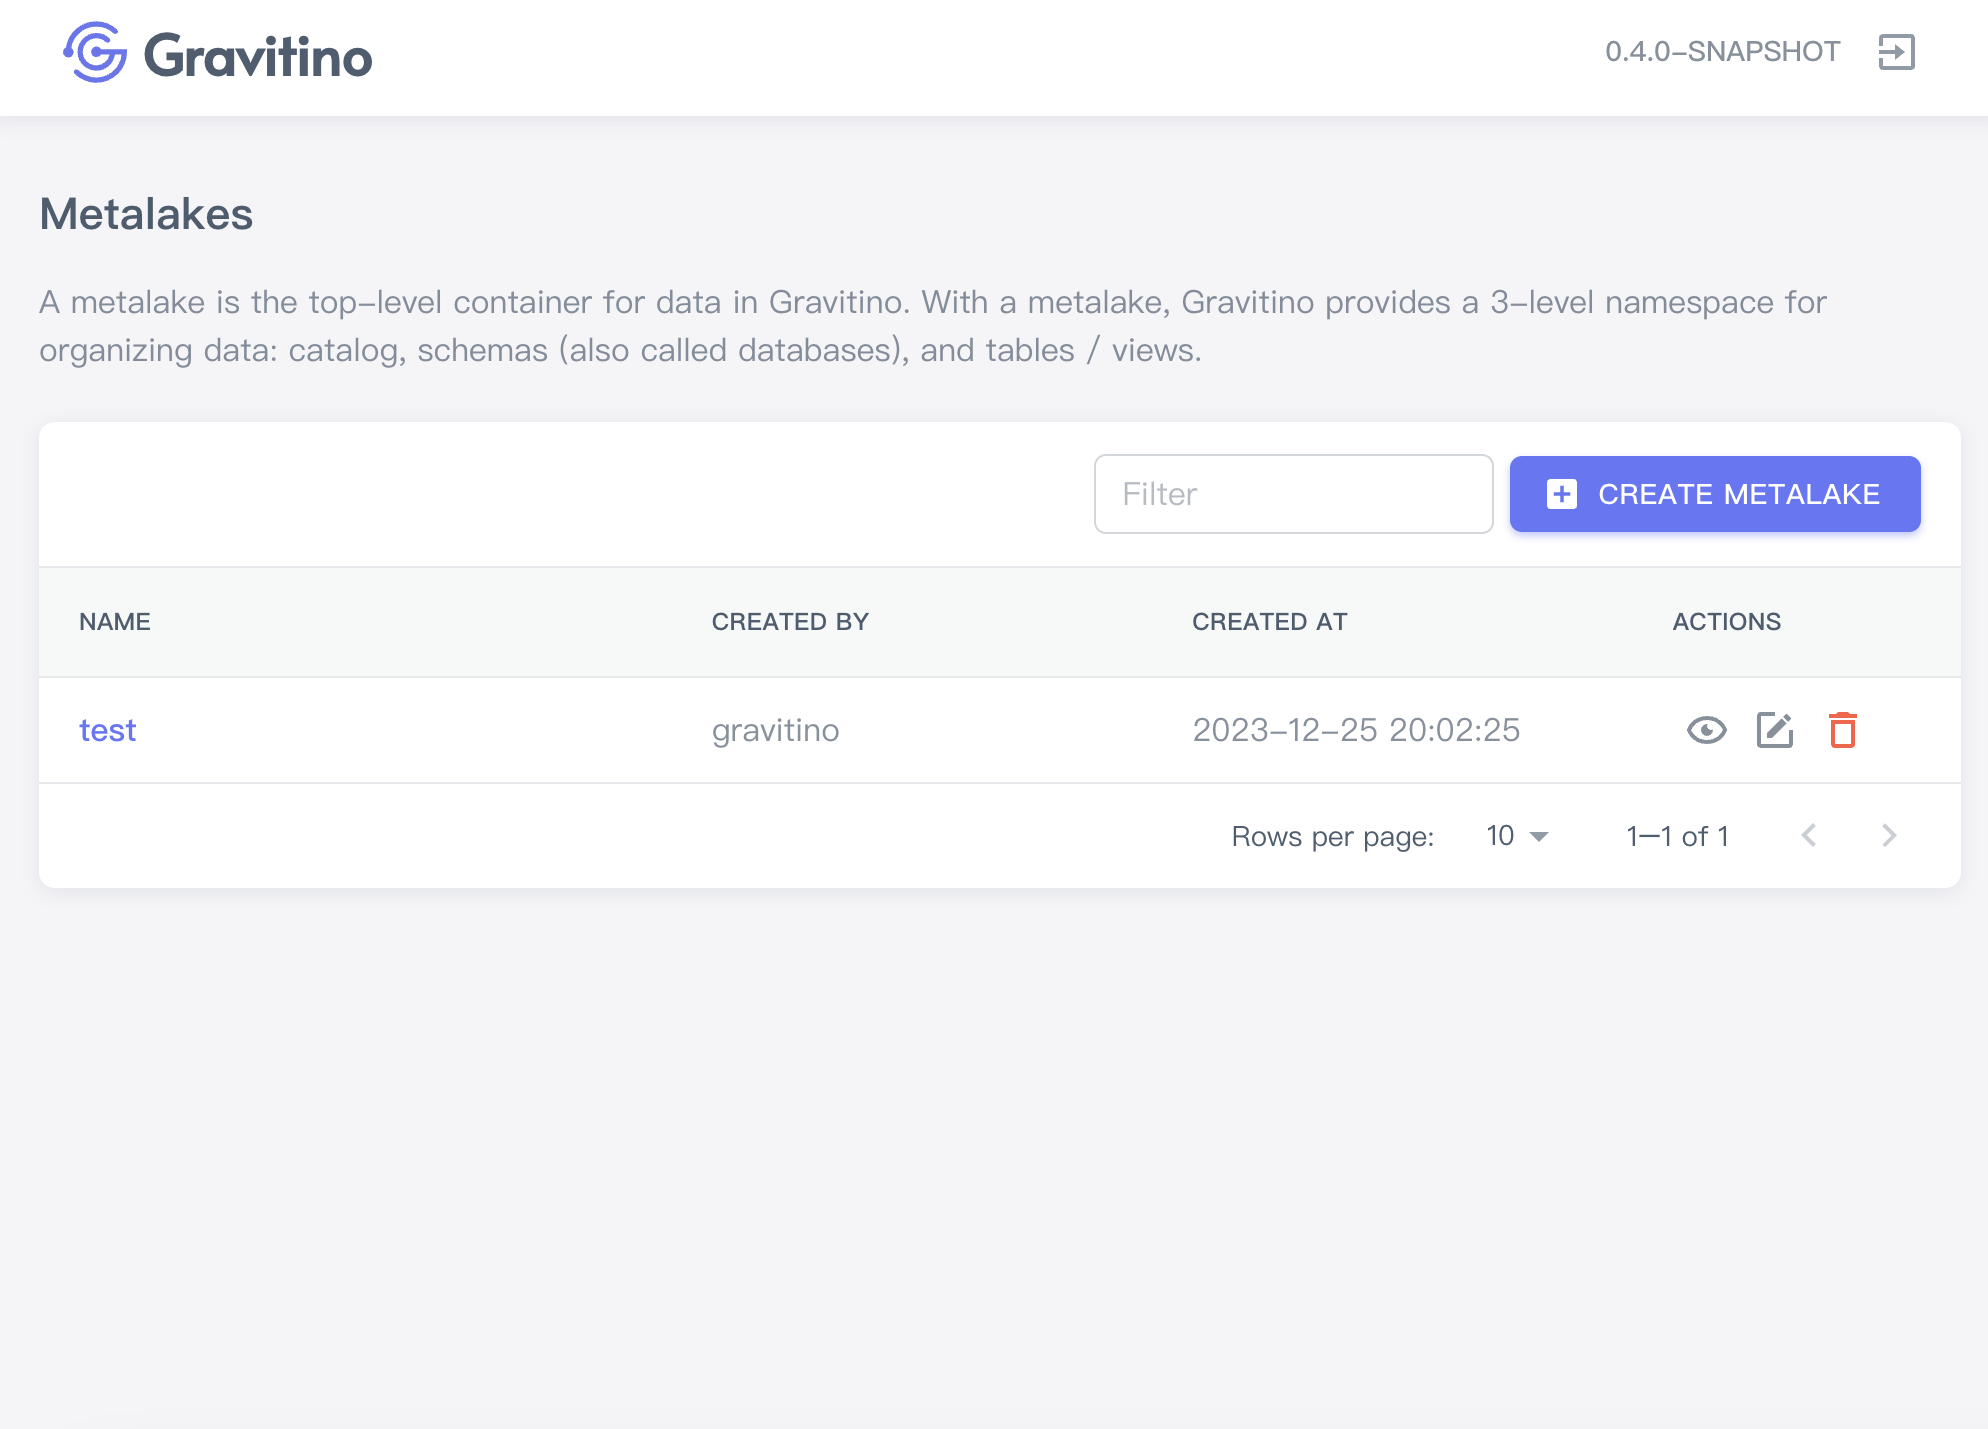 Gravitino
0.4.0-SNAPSHOT
Metalakes
A metalake is the top-level container for data in Gravitino. With a metalake, Gravitino provides a 3-level namespace for
organizing data: catalog, schemas (also called databases), and tables / views.
Filter
CREATE METALAKE
NAME CREATED BY CREATED AT ACTIONS
test gravitino 2023-12-25 20:02:25
Rows per page: 10 1–1 of 1